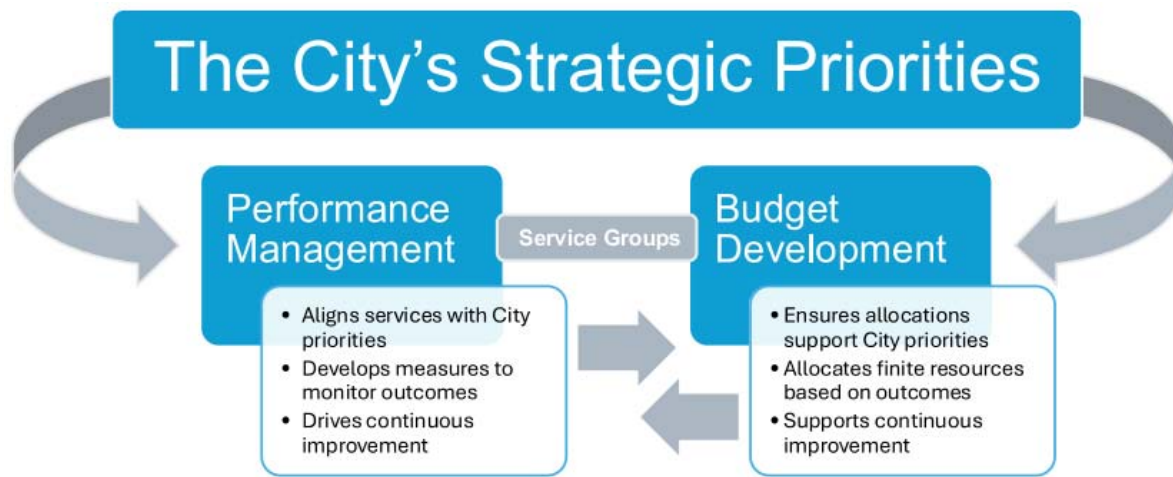 The City's Strategic Priorities
Performance
Management
Service Groups
Budget
Development
• Aligns services with City
priorities
• Develops measures to
monitor outcomes
• Drives continuous
improvement
• Ensures allocations
support City priorities
• Allocates finite resources
based on outcomes
• Supports continuous
improvement